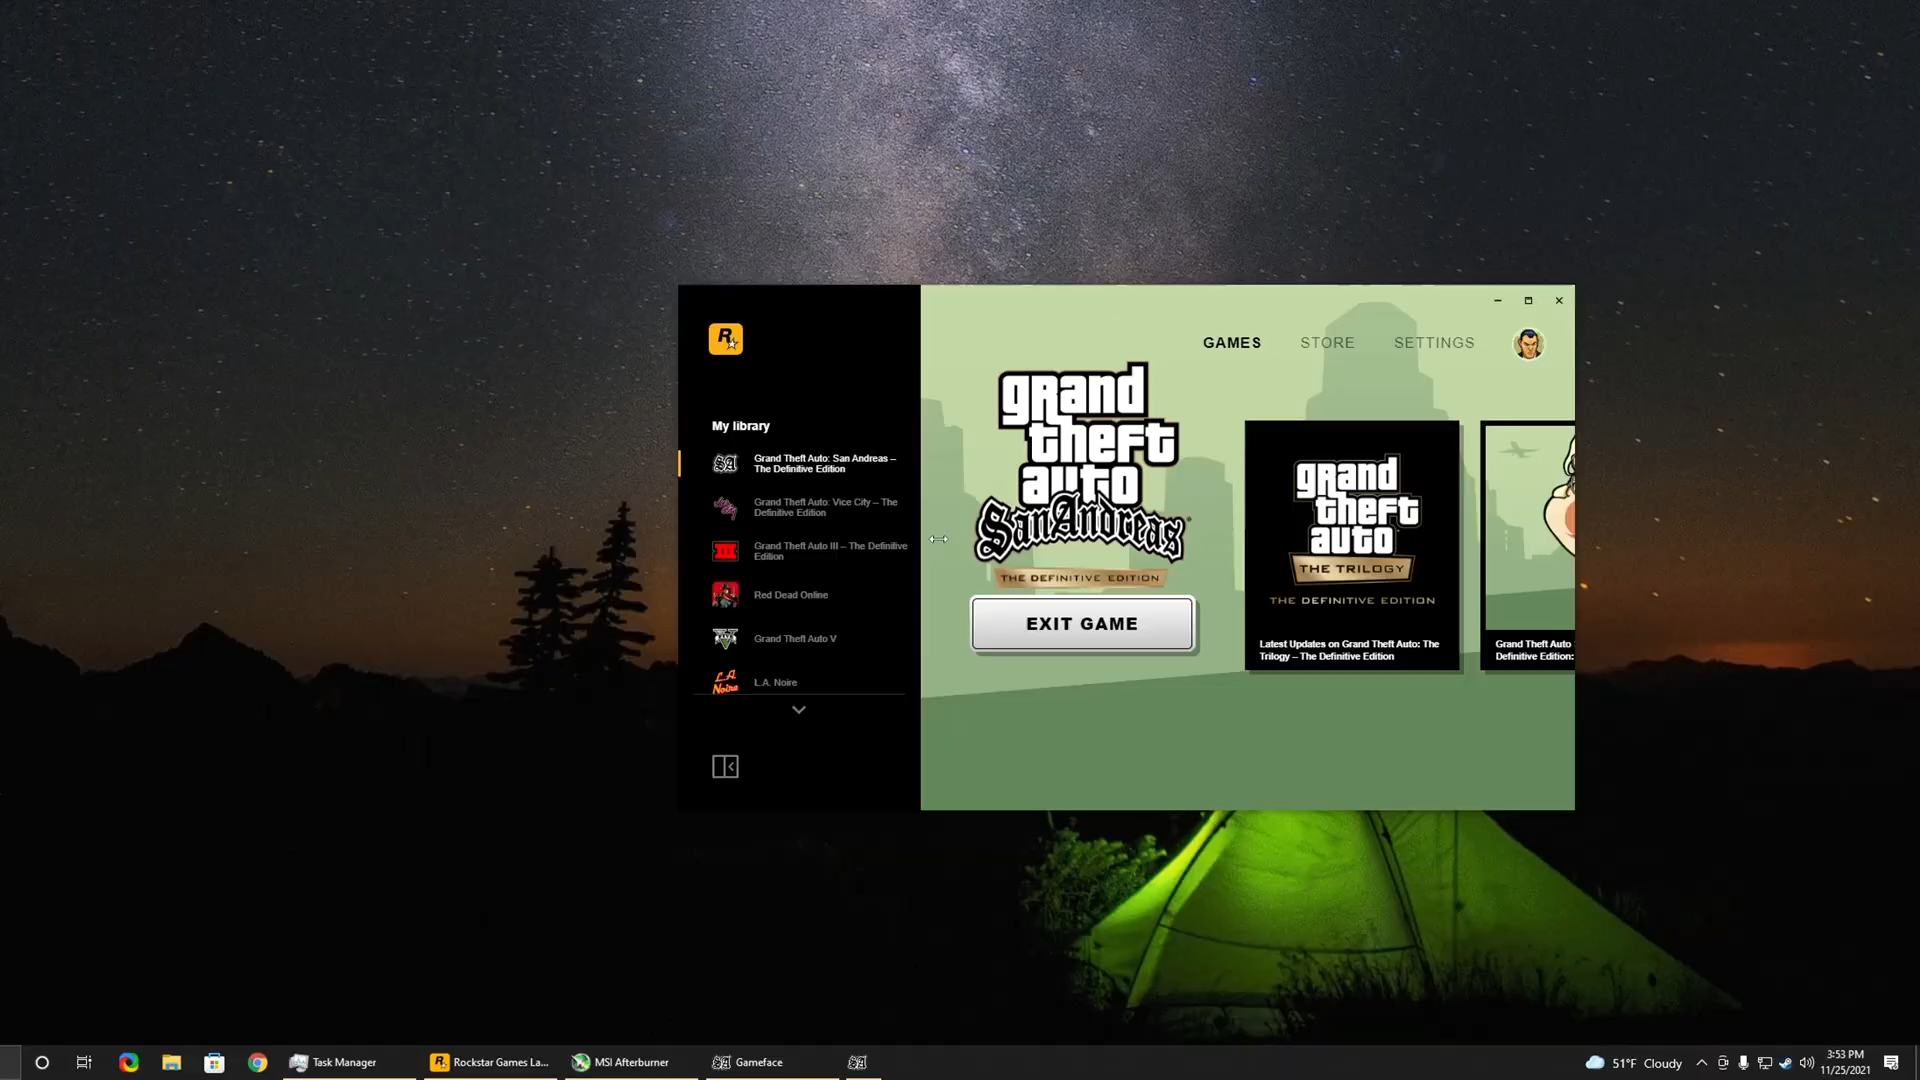 R
GAMES STORE SETTINGS
My library
Grand Theft Auto: San Andreas –
The Definitive Edition
Grand Theft Auto: Vice City – The
Definitive Edition
Grand Theft Auto III – The Definitive
Edition
Red Dead Online
V
Grand Theft Auto V
L.A.
Noire
L.A. Noire
grand
theft
auto
San Andreas
THE DEFINITIVE EDITION
EXIT GAME
grand
theft
auto
THE TRILOGY
THE DEFINITIVE EDITION
Latest Updates on Grand Theft Auto: The
Trilogy – The Definitive Edition
Grand Theft Auto
Definitive Edition:
Task Manager
Rockstar Games La...
MSI Afterburner
Gameface
51°F Cloudy
3:53 PM
11/25/2021